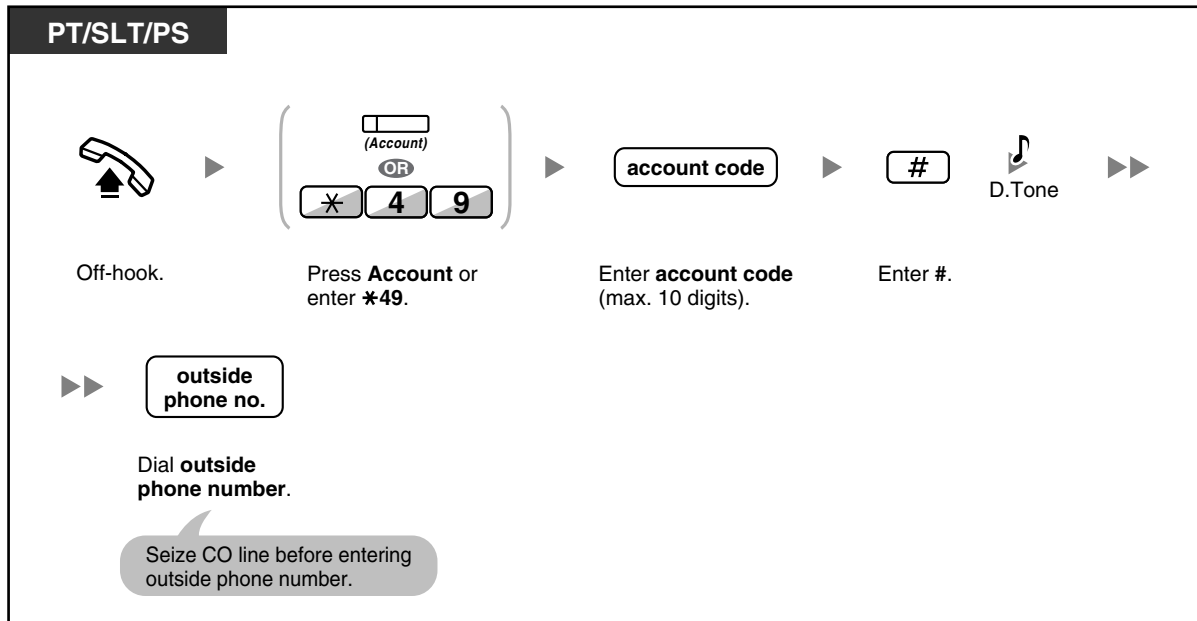 PT/SLT/PS
(Account)
OR
✳ 4 9
account code
#
D.Tone
Off-hook.
Press Account or
enter ✳49.
Enter account code
(max. 10 digits).
Enter #.
outside
phone no.
Dial outside
phone number.
Seize CO line before entering
outside phone number.